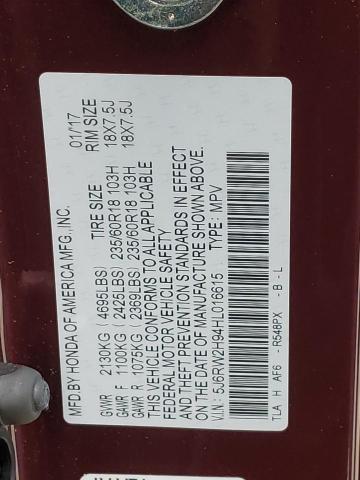 MFD.BY HONDA OF AMERICA MFG.,INC. 01/17
TIRE SIZE RIM SIZE
GVWR 2130KG (4695LBS)
GAWR F 1100KG (2425LBS) 235/60R18 103H 18X7.5J
GAWR R 1075KG (2369LBS) 235/60R18 103H 18X7.5J
THIS VEHICLE CONFORMS TO ALL APPLICABLE
FEDERAL MOTOR VEHICLE SAFETY
AND THEFT PREVENTION STANDARDS IN EFFECT
ON THE DATE OF MANUFACTURE SHOWN ABOVE.
V.I.N: 5J6RW2H94HL016615 TYPE: MPV
TLA H AF6 -R548PX -B -L